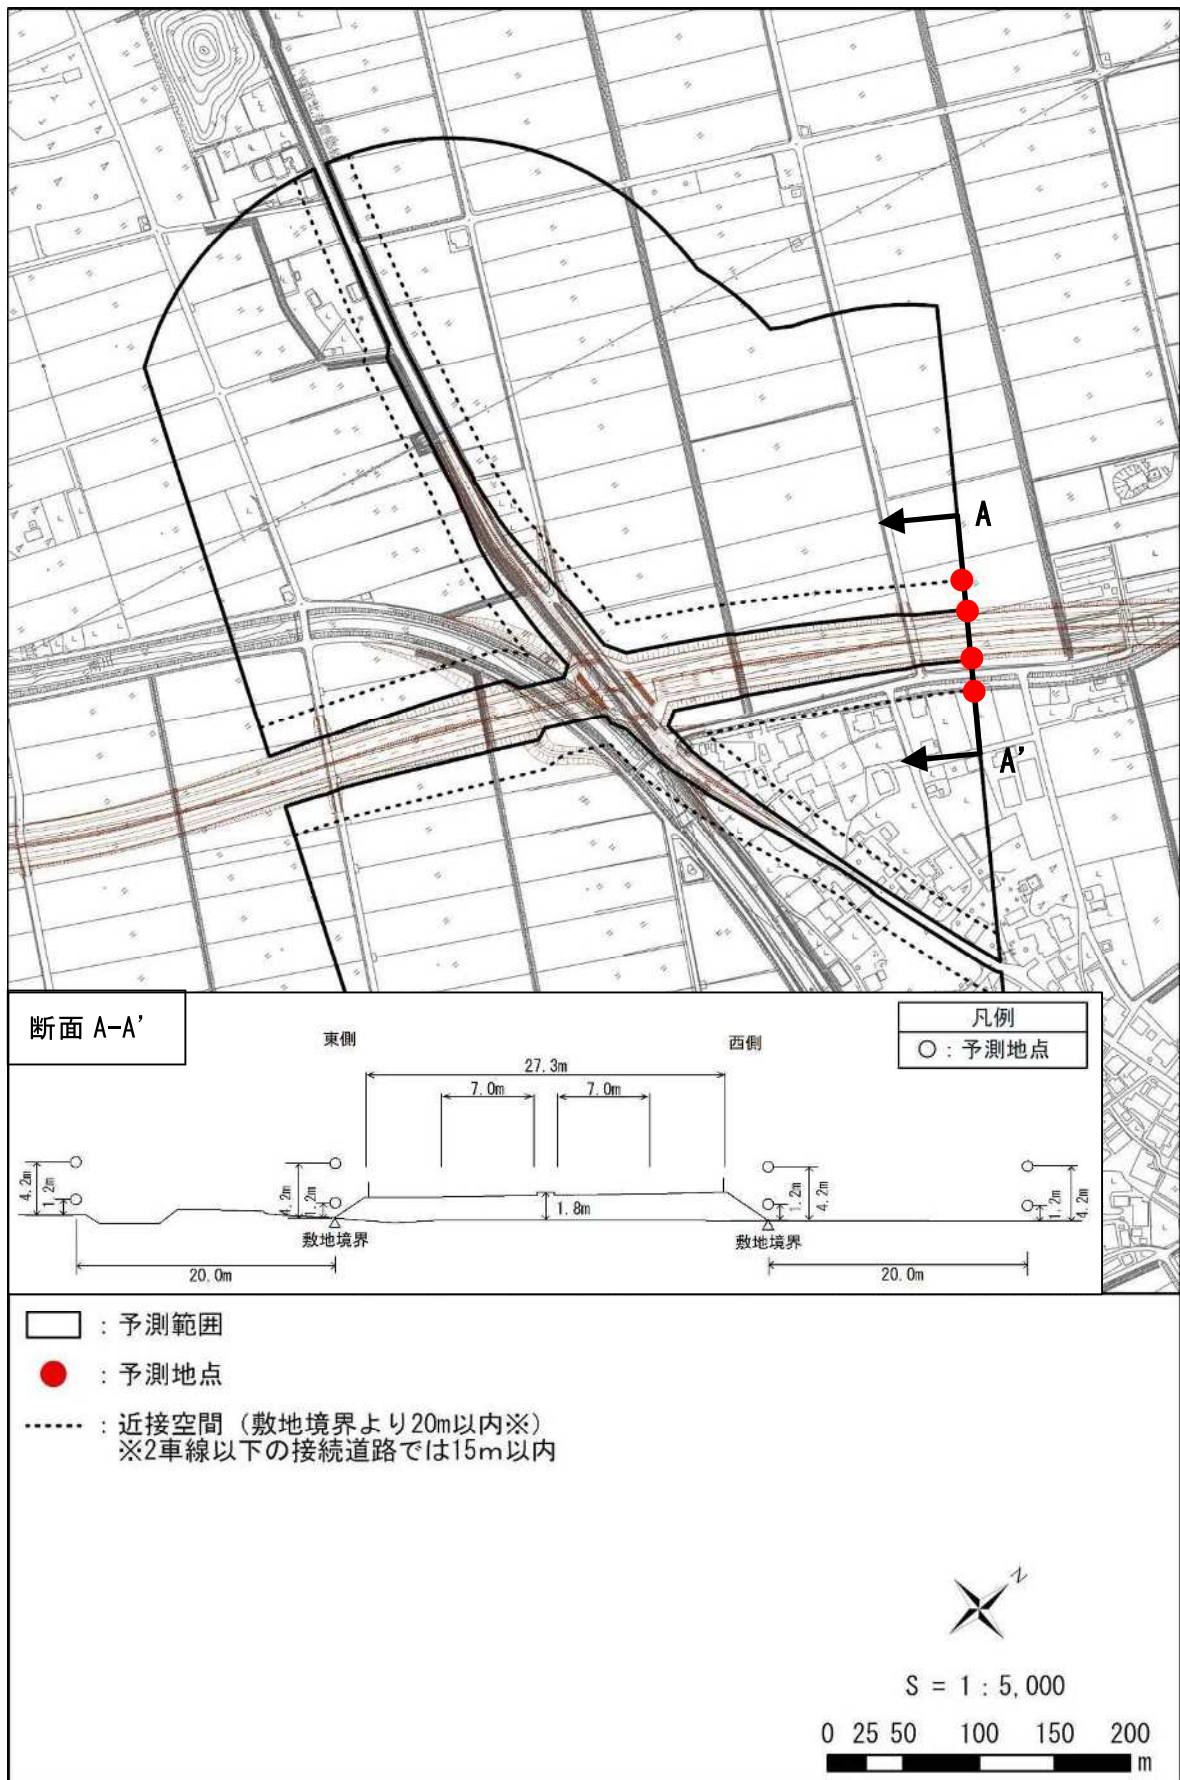 A
A’
断面 A-A’
東側
西側
凡例
○：予測地点
27.3m
7.0m
7.0m
4.2m
1.2m
4.2m
1.2m
1.8m
1.2m
4.2m
1.2m
4.2m
敷地境界
敷地境界
20.0m
20.0m
：予測範囲
：予測地点
：近接空間（敷地境界より20m以内※）
※2車線以下の接続道路では15m以内
N
S = 1 : 5,000
0 25 50 100 150 200
m